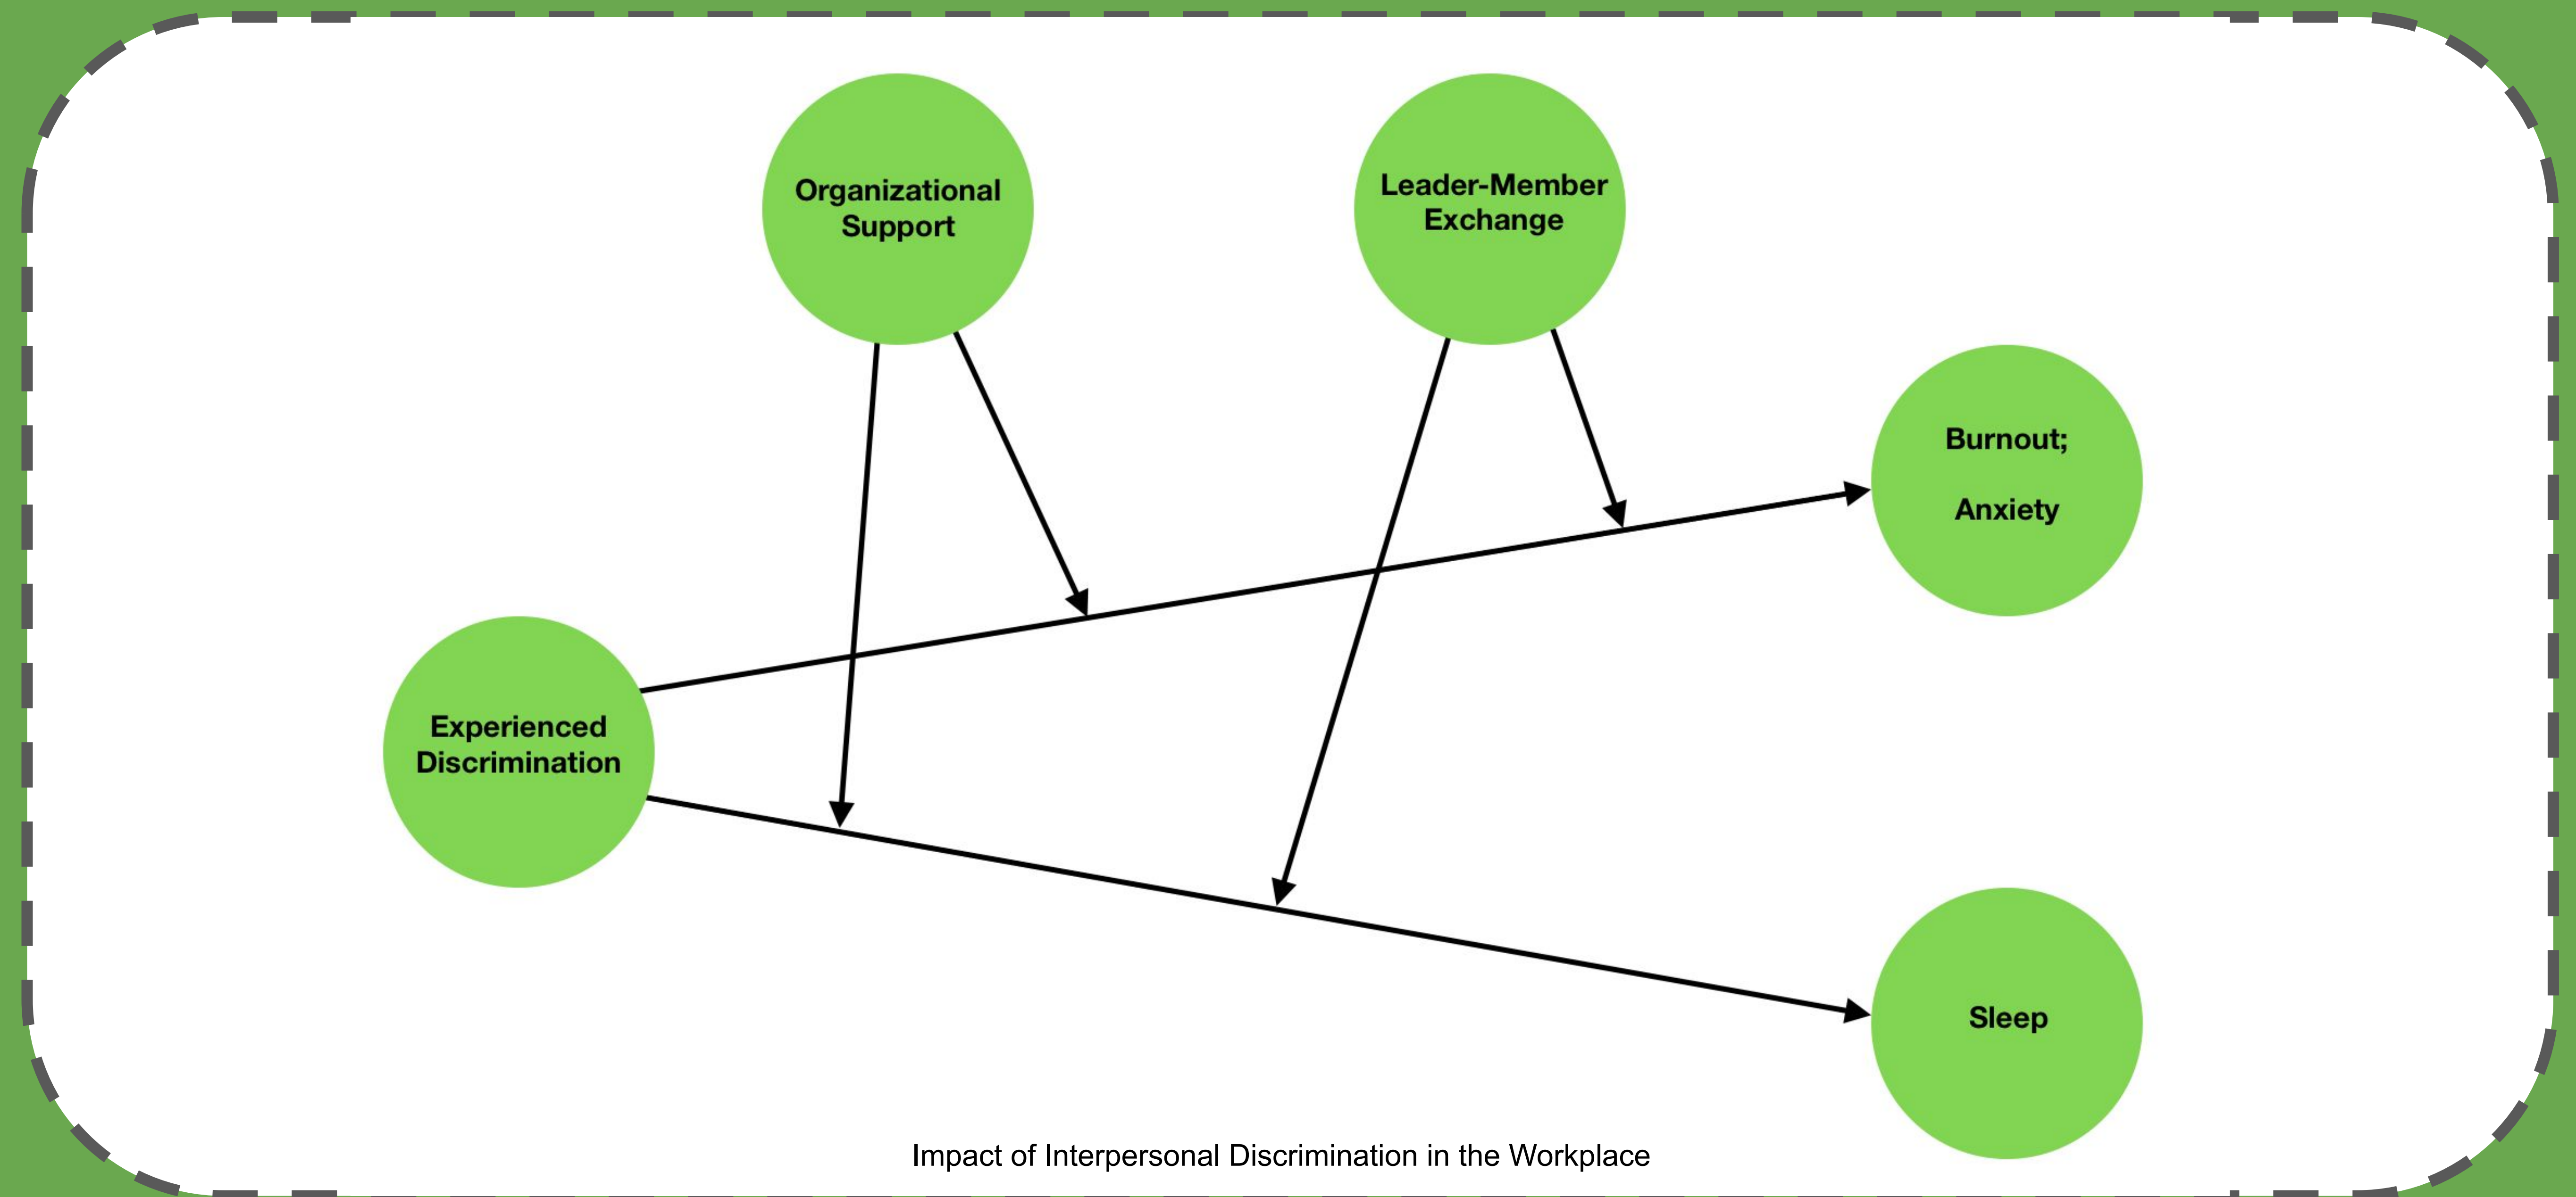 Organizational
Support
Leader-Member
Exchange
Burnout;
Anxiety
Experienced
Discrimination
Sleep
Impact of Interpersonal Discrimination in the Workplace